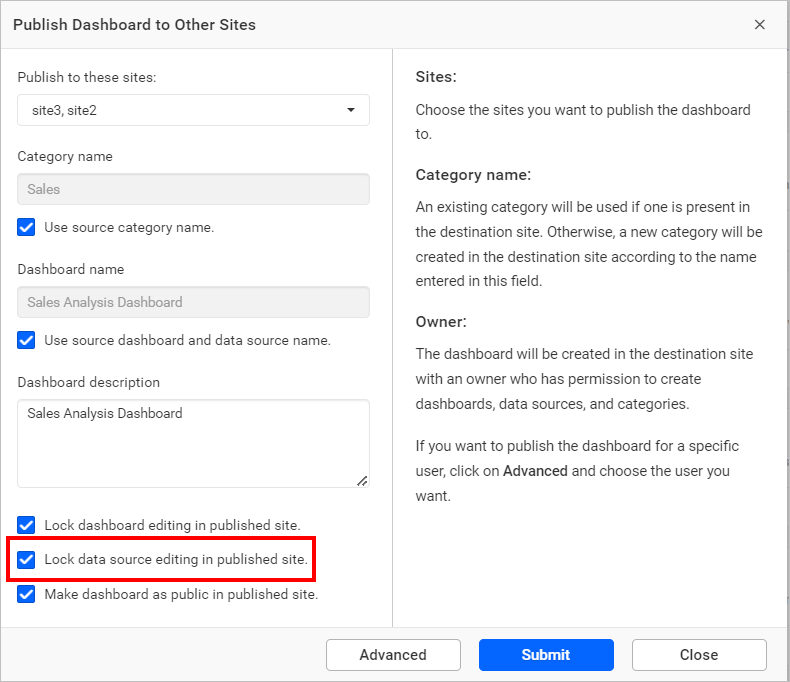 Publish Dashboard to Other Sites
Publish to these sites:
site3, site2
Category name
Sales
Use source category name.
Dashboard name
Sales Analysis Dashboard
Use source dashboard and data source name.
Dashboard description
Sales Analysis Dashboard
Lock dashboard editing in published site.
Lock data source editing in published site.
Make dashboard as public in published site.
Sites:
Choose the sites you want to publish the dashboard
to.
Category name:
An existing category will be used if one is present in
the destination site. Otherwise, a new category will be
created in the destination site according to the name
entered in this field.
Owner:
The dashboard will be created in the destination site
with an owner who has permission to create
dashboards, data sources, and categories.
If you want to publish the dashboard for a specific
user, click on Advanced and choose the user you
want.
Advanced
Submit
Close